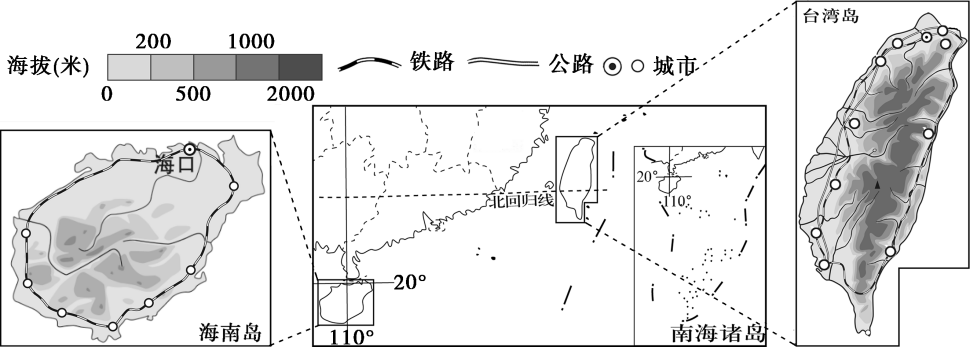 台湾岛
200 1000
海拔(米)
0 500 2000
铁路 公路 城市
海口
海南岛
北回归线
20°
110°
20°
110°
南海诸岛